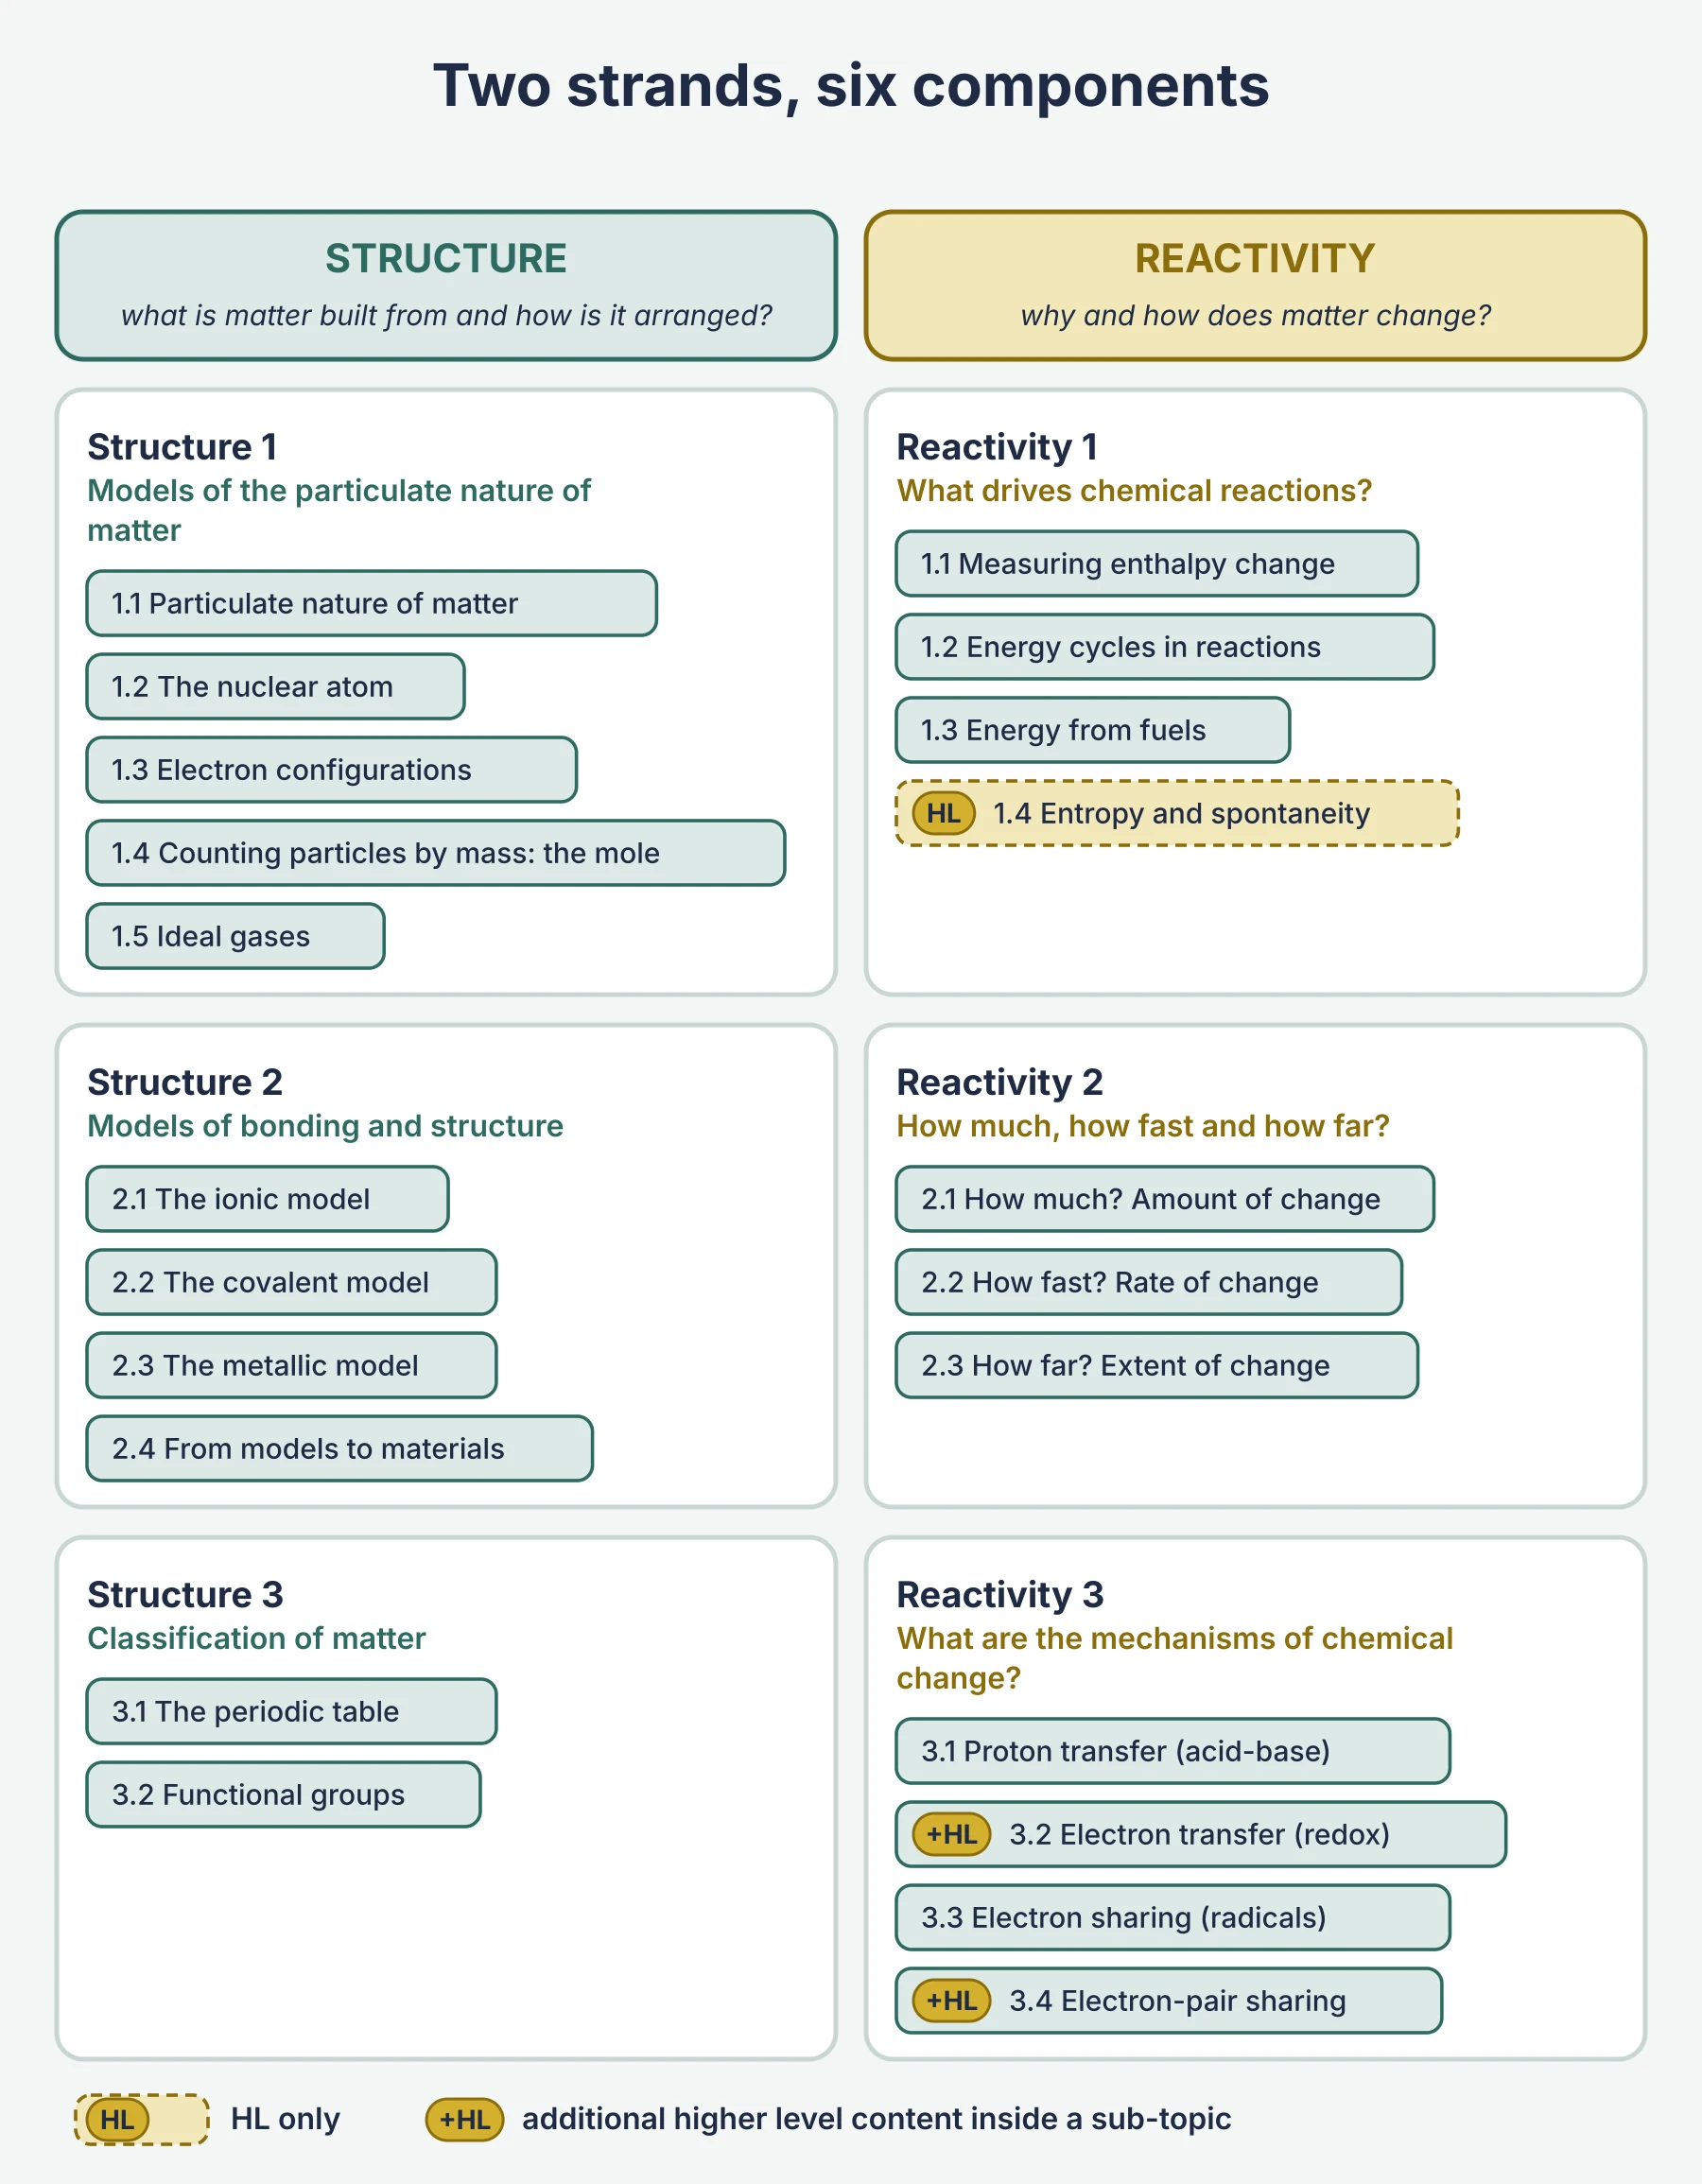 Two strands, six components
STRUCTURE
what is matter built from and how is it arranged?
REACTIVITY
why and how does matter change?
Structure 1
Models of the particulate nature of
matter
1.1 Particulate nature of matter
1.2 The nuclear atom
1.3 Electron configurations
1.4 Counting particles by mass: the mole
1.5 Ideal gases
Reactivity 1
What drives chemical reactions?
1.1 Measuring enthalpy change
1.2 Energy cycles in reactions
1.3 Energy from fuels
HL 1.4 Entropy and spontaneity
Structure 2
Models of bonding and structure
2.1 The ionic model
2.2 The covalent model
2.3 The metallic model
2.4 From models to materials
Reactivity 2
How much, how fast and how far?
2.1 How much? Amount of change
2.2 How fast? Rate of change
2.3 How far? Extent of change
Structure 3
Classification of matter
3.1 The periodic table
3.2 Functional groups
Reactivity 3
What are the mechanisms of chemical
change?
3.1 Proton transfer (acid-base)
+HL 3.2 Electron transfer (redox)
3.3 Electron sharing (radicals)
+HL 3.4 Electron-pair sharing
HL HL only
+HL additional higher level content inside a sub-topic